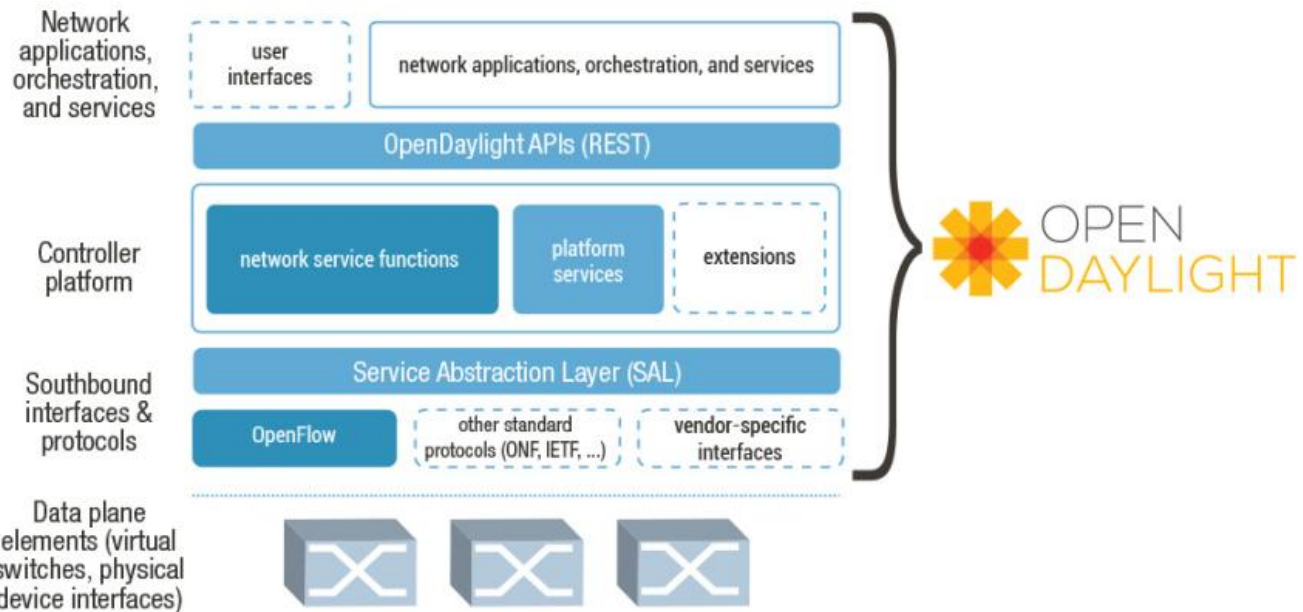 Network
applications,
orchestration,
and services
user
interfaces
network applications, orchestration, and services
OpenDaylight APIs (REST)
Controller
platform
network service functions
platform
services
extensions
Southbound
interfaces &
protocols
Service Abstraction Layer (SAL)
OpenFlow
other standard
protocols (ONF, IETF, ...)
vendor-specific
interfaces
Data plane
elements (virtual
switches, physical
device interfaces)
OPEN
DAYLIGHT